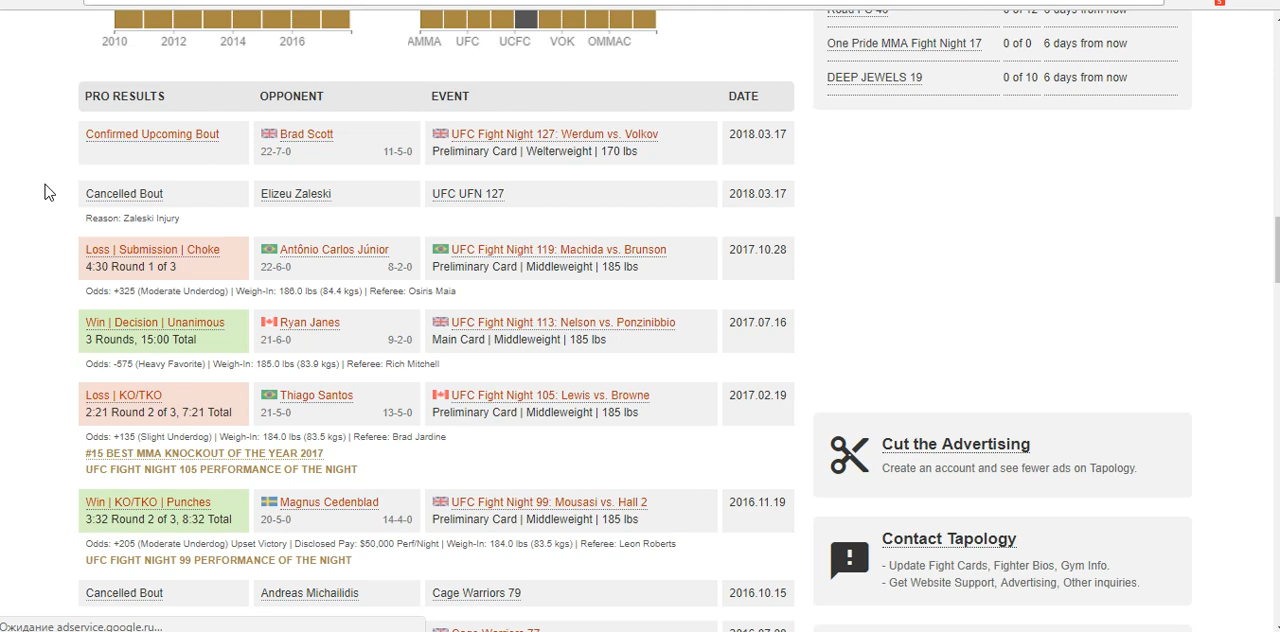 2010 2012 2014 2016 AMMA UFC UCFC VOK OMMAC
Road FC 46 0 of 12 6 days from now
One Pride MMA Fight Night 17 0 of 0 6 days from now
DEEP JEWELS 19 0 of 10 6 days from now
PRO RESULTS OPPONENT EVENT DATE
Confirmed Upcoming Bout Brad Scott UFC Fight Night 127: Werdum vs. Volkov 2018.03.17
22-7-0 11-5-0 Preliminary Card | Welterweight | 170 lbs
Cancelled Bout Elizeu Zaleski UFC UFN 127 2018.03.17
Reason: Zaleski Injury
Loss | Submission | Choke Antônio Carlos Júnior UFC Fight Night 119: Machida vs. Brunson 2017.10.28
4:30 Round 1 of 3 22-6-0 8-2-0 Preliminary Card | Middleweight | 185 lbs
Odds: +325 (Moderate Underdog) | Weigh-In: 186.0 lbs (84.4 kgs) | Referee: Osiris Maia
Win | Decision | Unanimous Ryan Janes UFC Fight Night 113: Nelson vs. Ponzinibbio 2017.07.16
3 Rounds, 15:00 Total 21-6-0 9-2-0 Main Card | Middleweight | 185 lbs
Odds: -575 (Heavy Favorite) | Weigh-In: 185.0 lbs (83.9 kgs) | Referee: Rich Mitchell
Loss | KO/TKO Thiago Santos UFC Fight Night 105: Lewis vs. Browne 2017.02.19
2:21 Round 2 of 3, 7:21 Total 21-5-0 13-5-0 Preliminary Card | Middleweight | 185 lbs
Odds: +135 (Slight Underdog) | Weigh-In: 184.0 lbs (83.5 kgs) | Referee: Brad Jardine
#15 BEST MMA KNOCKOUT OF THE YEAR 2017
UFC FIGHT NIGHT 105 PERFORMANCE OF THE NIGHT
Win | KO/TKO | Punches Magnus Cedenblad UFC Fight Night 99: Mousasi vs. Hall 2 2016.11.19
3:32 Round 2 of 3, 8:32 Total 20-5-0 14-4-0 Preliminary Card | Middleweight | 185 lbs
Odds: +205 (Moderate Underdog) Upset Victory | Disclosed Pay: $50,000 Perf/Night | Weigh-In: 184.0 lbs (83.5 kgs) | Referee: Leon Roberts
UFC FIGHT NIGHT 99 PERFORMANCE OF THE NIGHT
Cancelled Bout Andreas Michailidis Cage Warriors 79 2016.10.15
Cage Warriors 77
Cut the Advertising
Create an account and see fewer ads on Tapology.
Contact Tapology
- Update Fight Cards, Fighter Bios, Gym Info.
- Get Website Support, Advertising, Other inquiries.
Ожидание adservice.google.ru...